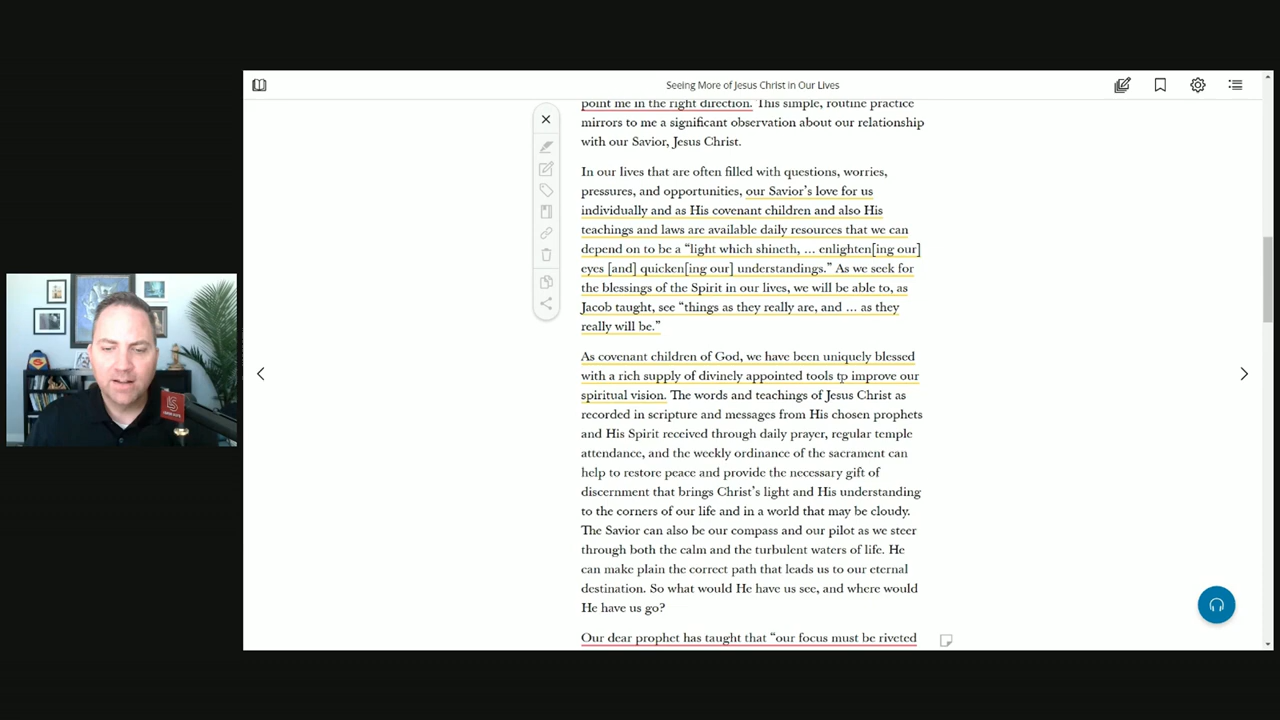 Seeing More of Jesus Christ in Our Lives
point me in the right direction. This simple, routine practice
mirrors to me a significant observation about our relationship
with our Savior, Jesus Christ.
In our lives that are often filled with questions, worries,
pressures, and opportunities, our Savior’s love for us
individually and as His covenant children and also His
teachings and laws are available daily resources that we can
depend on to be a “light which shineth, … enlighten[ing our]
eyes [and] quicken[ing our] understandings.” As we seek for
the blessings of the Spirit in our lives, we will be able to, as
Jacob taught, see “things as they really are, and … as they
really will be.”
As covenant children of God, we have been uniquely blessed
with a rich supply of divinely appointed tools tp improve our
spiritual vision. The words and teachings of Jesus Christ as
recorded in scripture and messages from His chosen prophets
and His Spirit received through daily prayer, regular temple
attendance, and the weekly ordinance of the sacrament can
help to restore peace and provide the necessary gift of
discernment that brings Christ’s light and His understanding
to the corners of our life and in a world that may be cloudy.
The Savior can also be our compass and our pilot as we steer
through both the calm and the turbulent waters of life. He
can make plain the correct path that leads us to our eternal
destination. So what would He have us see, and where would
He have us go?
Our dear prophet has taught that “our focus must be riveted